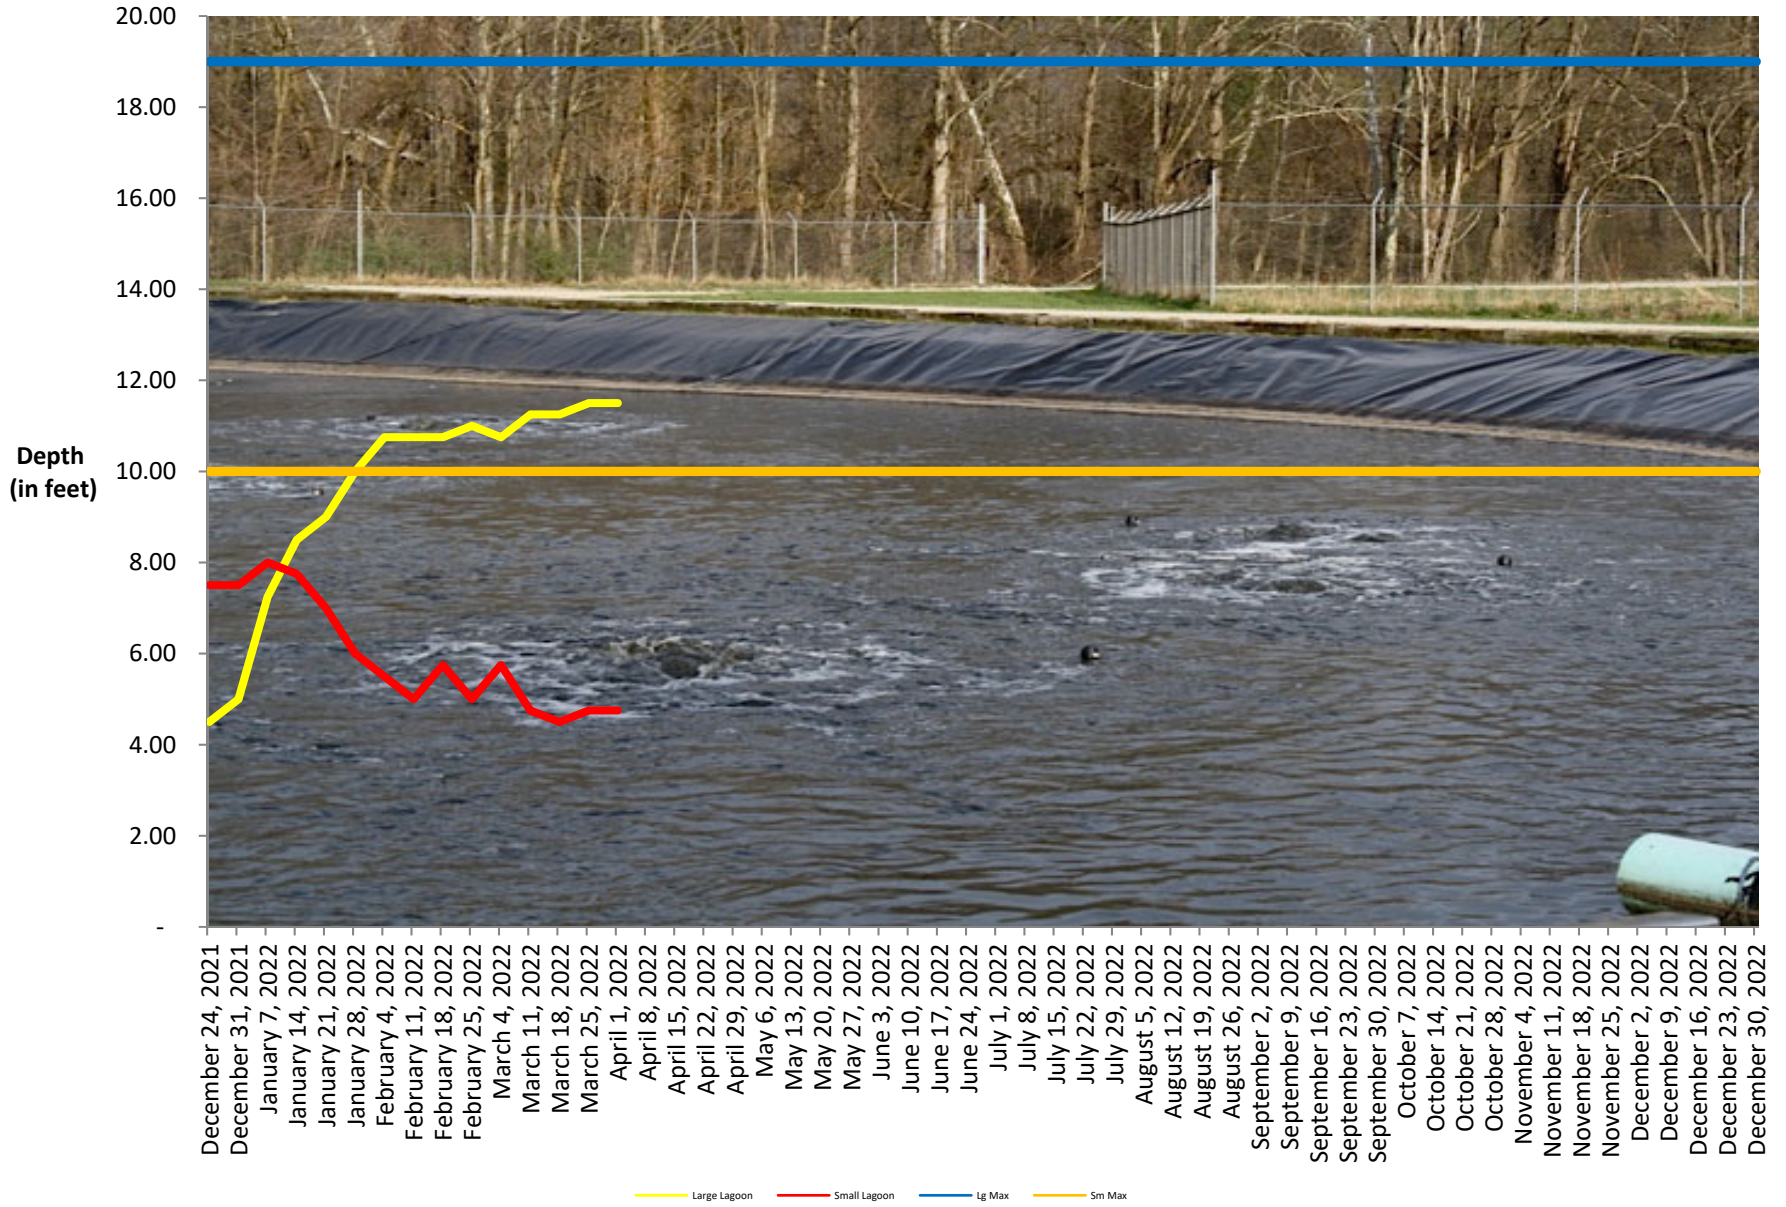 20.00
18.00
16.00
14.00
12.00
10.00
8.00
6.00
4.00
2.00
-
Depth
(in feet)
December 24, 2021
December 31, 2021
January 7, 2022
January 14, 2022
January 21, 2022
January 28, 2022
February 4, 2022
February 11, 2022
February 18, 2022
February 25, 2022
March 4, 2022
March 11, 2022
March 18, 2022
March 25, 2022
April 1, 2022
April 8, 2022
April 15, 2022
April 22, 2022
April 29, 2022
May 6, 2022
May 13, 2022
May 20, 2022
May 27, 2022
June 3, 2022
June 10, 2022
June 17, 2022
June 24, 2022
July 1, 2022
July 8, 2022
July 15, 2022
July 22, 2022
July 29, 2022
August 5, 2022
August 12, 2022
August 19, 2022
August 26, 2022
September 2, 2022
September 9, 2022
September 16, 2022
September 23, 2022
September 30, 2022
October 7, 2022
October 14, 2022
October 21, 2022
October 28, 2022
November 4, 2022
November 11, 2022
November 18, 2022
November 25, 2022
December 2, 2022
December 9, 2022
December 16, 2022
December 23, 2022
December 30, 2022
Large Lagoon
Small Lagoon
Lg Max
Sm Max